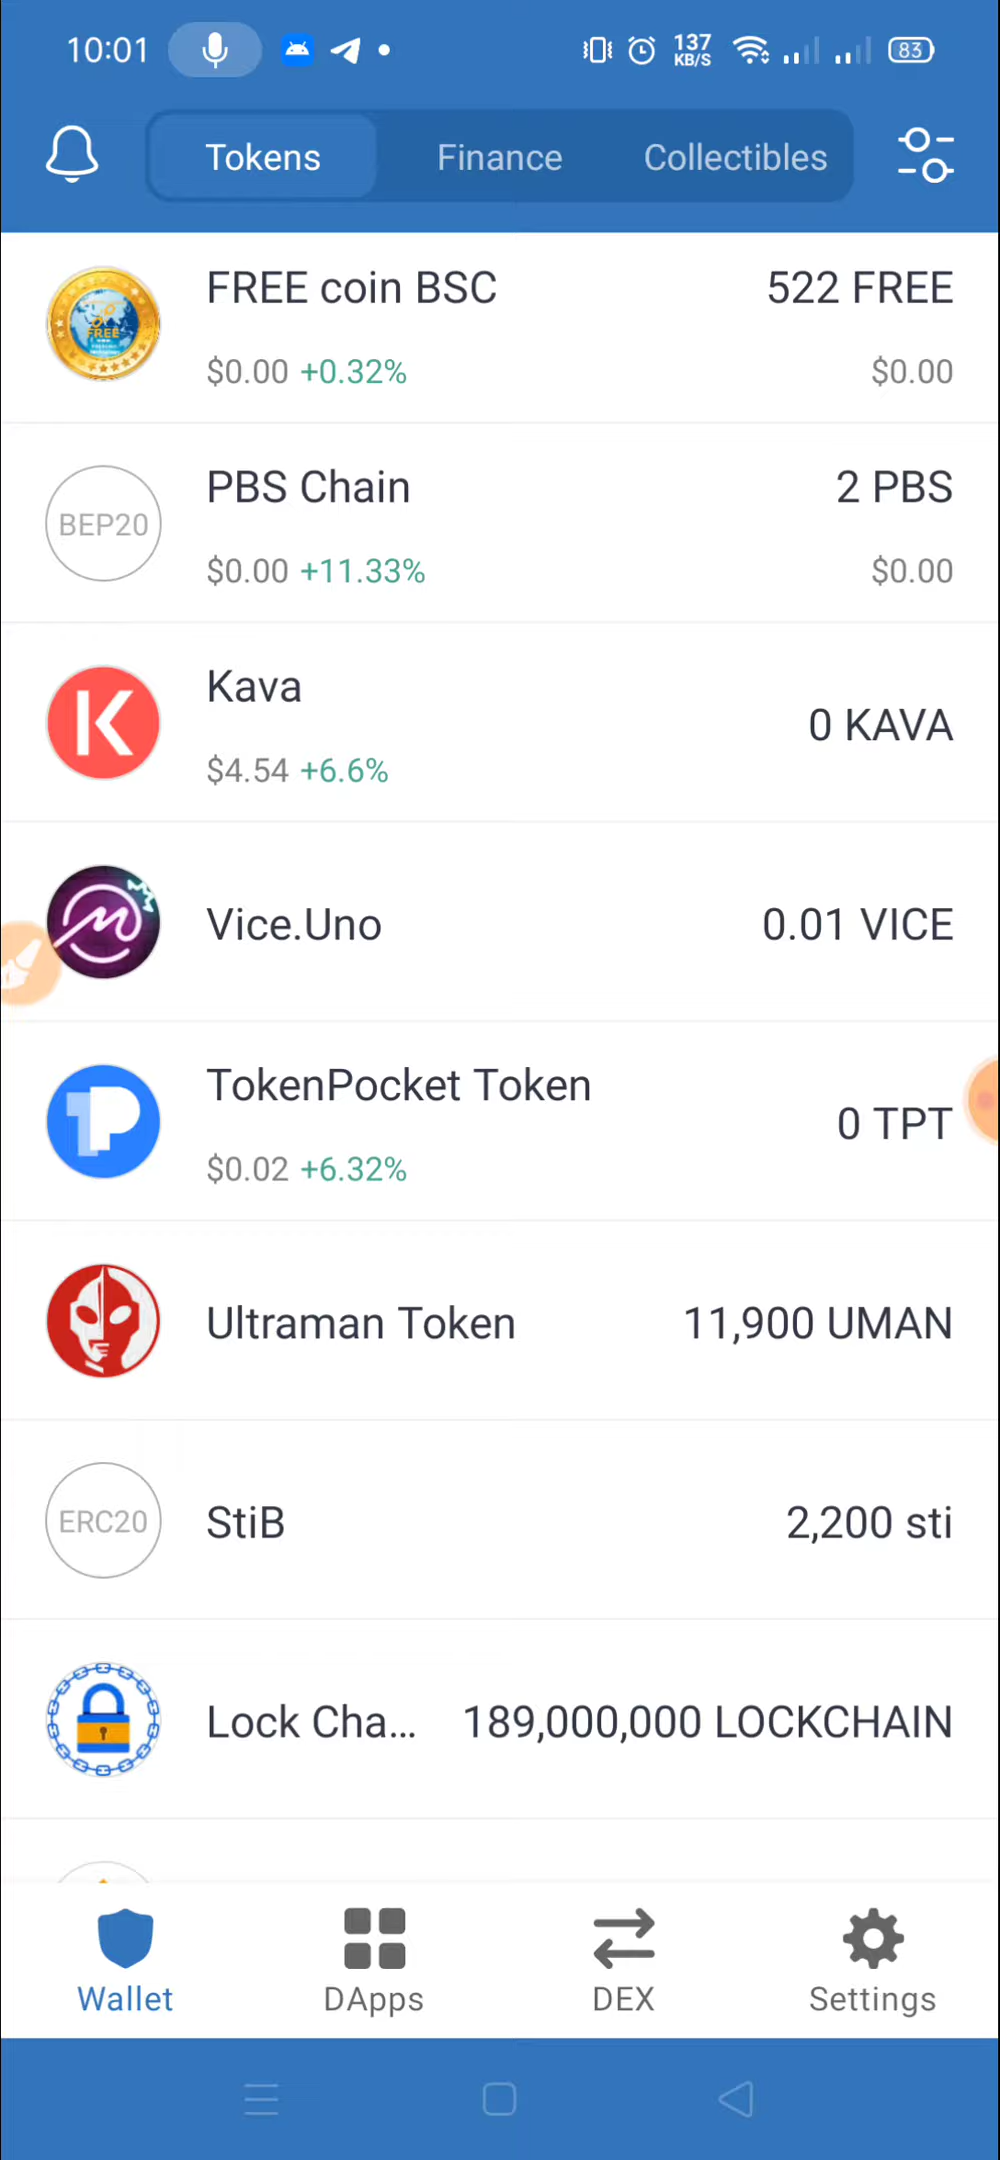 10:01 137 KB/S 83
Tokens Finance Collectibles
FREE coin BSC 522 FREE
$0.00 +0.32% $0.00
FREE
BEP20
PBS Chain 2 PBS
$0.00 +11.33% $0.00
Kava
0 KAVA
$4.54 +6.6%
Vice.Uno 0.01 VICE
TokenPocket Token
0 TPT
$0.02 +6.32%
Ultraman Token 11,900 UMAN
ERC20 StiB 2,200 sti
Lock Cha... 189,000,000 LOCKCHAIN
Wallet DApps DEX Settings